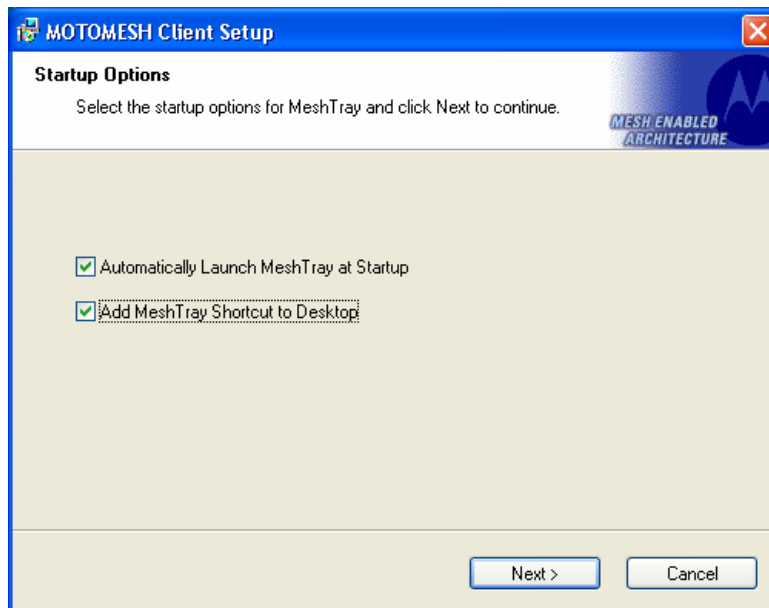 MOTOMESH Client Setup
Startup Options
Select the startup options for MeshTray and click Next to continue.
MESH ENABLED
ARCHITECTURE
Automatically Launch MeshTray at Startup
Add MeshTray Shortcut to Desktop
Next >
Cancel